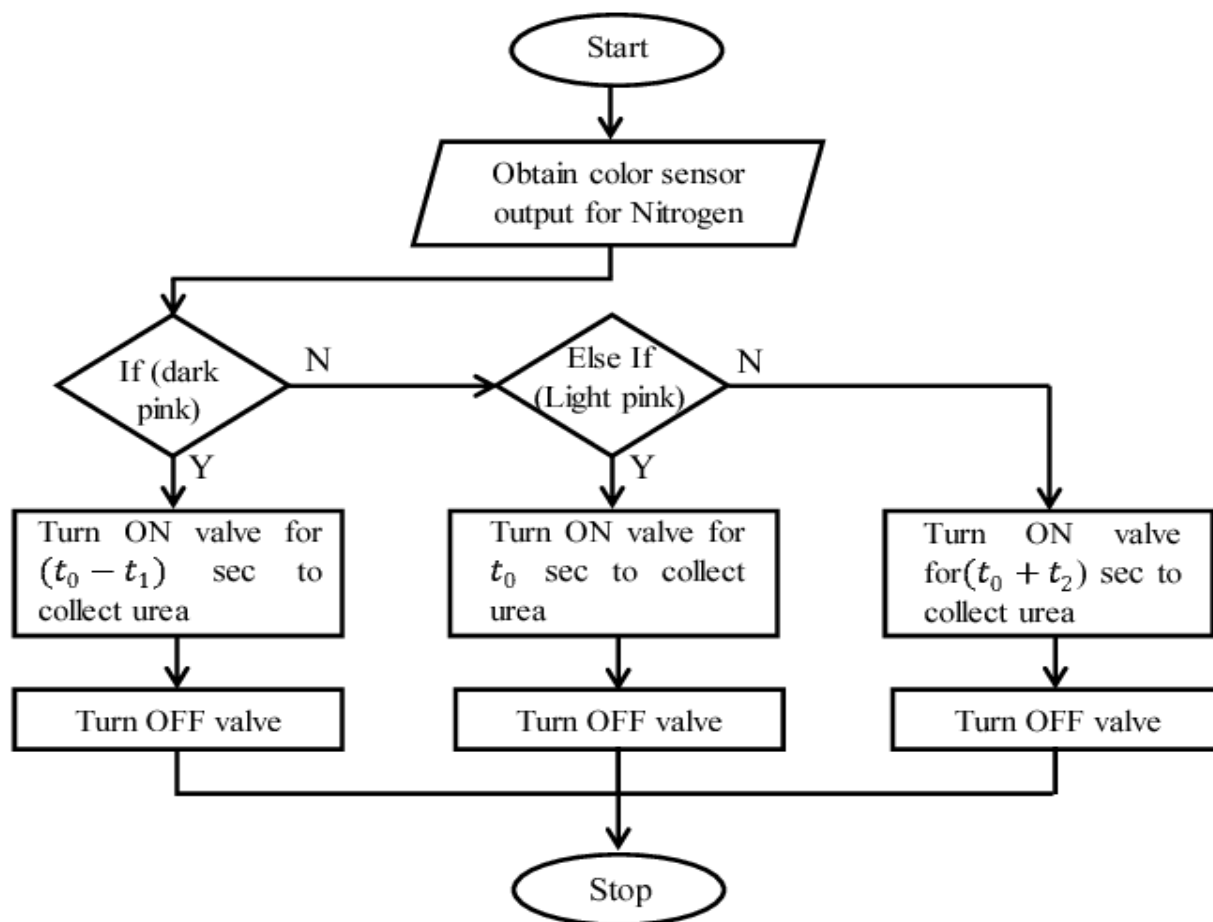 Start
Obtain color sensor
output for Nitrogen
If (dark
pink)
N
Else If
(Light pink)
N
Y
Y
Turn ON valve for
(t₀ − t₁) sec to
collect urea
Turn ON valve for
t₀ sec to collect
urea
Turn ON valve
for(t₀ + t₂) sec to
collect urea
Turn OFF valve
Turn OFF valve
Turn OFF valve
Stop